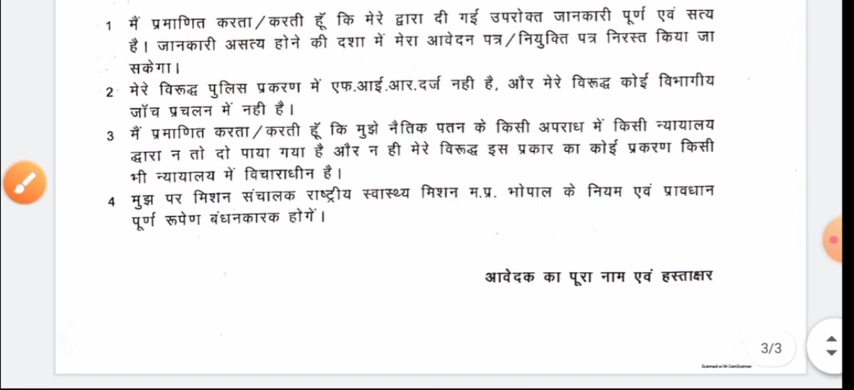 1 मैं प्रमाणित करता/करती हूँ कि मेरे द्वारा दी गई उपरोक्त जानकारी पूर्ण एवं सत्य
है। जानकारी असत्य होने की दशा में मेरा आवेदन पत्र/नियुक्ति पत्र निरस्त किया जा
सकेगा।
2 मेरे विरूद्ध पुलिस प्रकरण में एफ.आई.आर.दर्ज नही है, और मेरे विरूद्ध कोई विभागीय
जॉच प्रचलन में नही है।
3 मैं प्रमाणित करता/करती हूँ कि मुझे नैतिक पतन के किसी अपराध में किसी न्यायालय
द्वारा न तो दो पाया गया है और न ही मेरे विरूद्ध इस प्रकार का कोई प्रकरण किसी
भी न्यायालय में विचाराधीन है।
4 मुझ पर मिशन संचालक राष्ट्रीय स्वास्थ्य मिशन म.प्र. भोपाल के नियम एवं प्रावधान
पूर्ण रूपेण बंधनकारक होगें।
आवेदक का पूरा नाम एवं हस्ताक्षर
3/3
Scanned with CamScanner